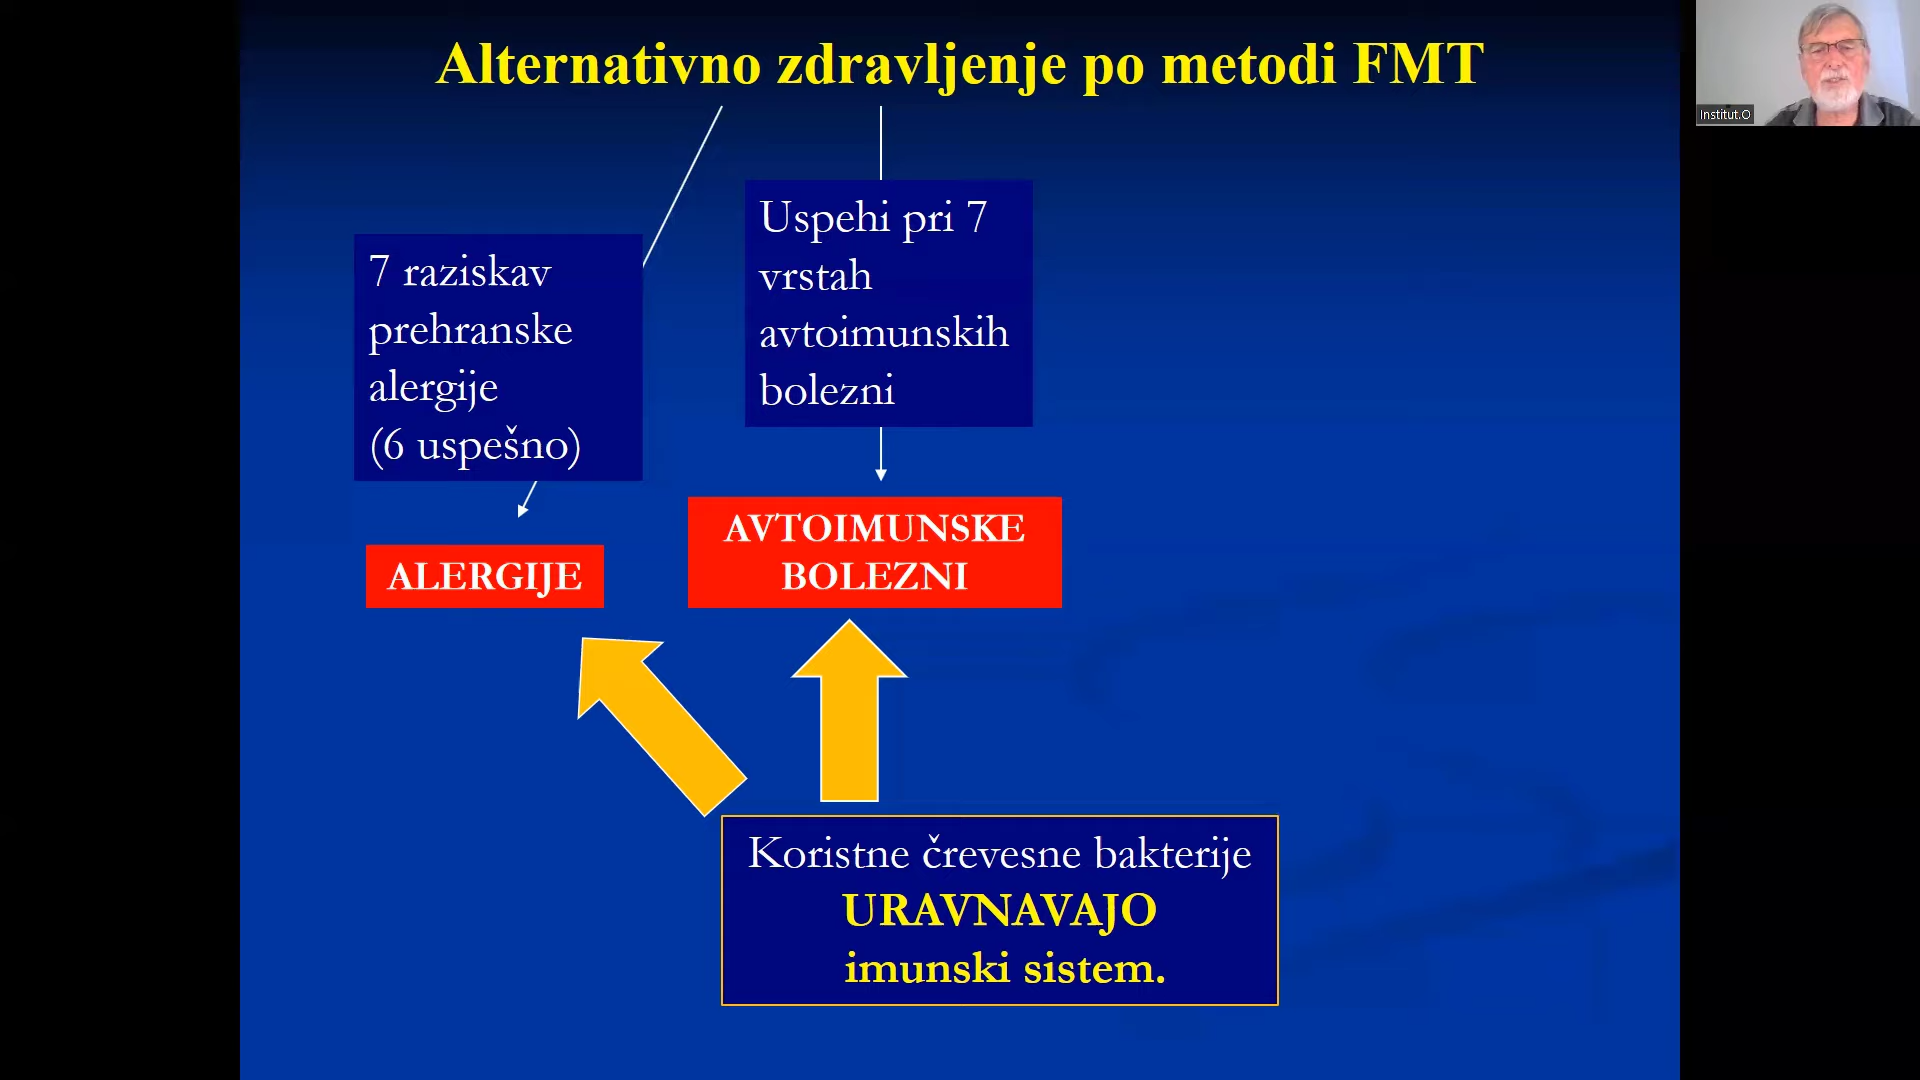 Alternativno zdravljenje po metodi FMT
Institut.O
7 raziskav
prehranske
alergije
(6 uspešno)
Uspehi pri 7
vrstah
avtoimunskih
bolezni
ALERGIJE
AVTOIMUNSKE
BOLEZNI
Koristne črevesne bakterije
URAVNAVAJO
imunski sistem.